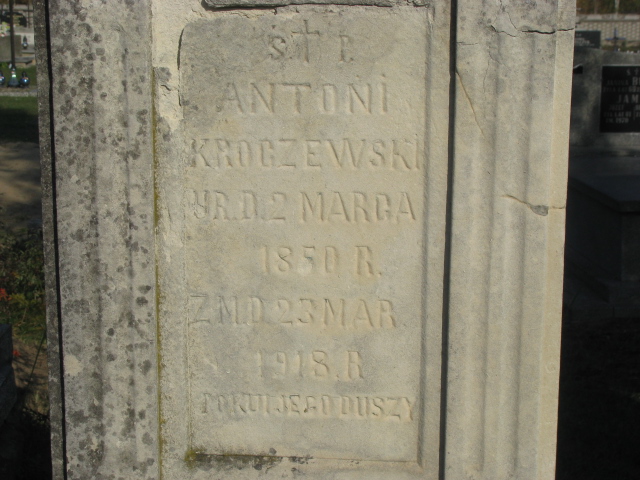 Ś. † P.
ANTONI
KROCZEWSKI
UR. D. 2 MARCA
1850 R.
ZM. D. 23 MAR.
1918. R
POKÓJ JEGO DUSZY